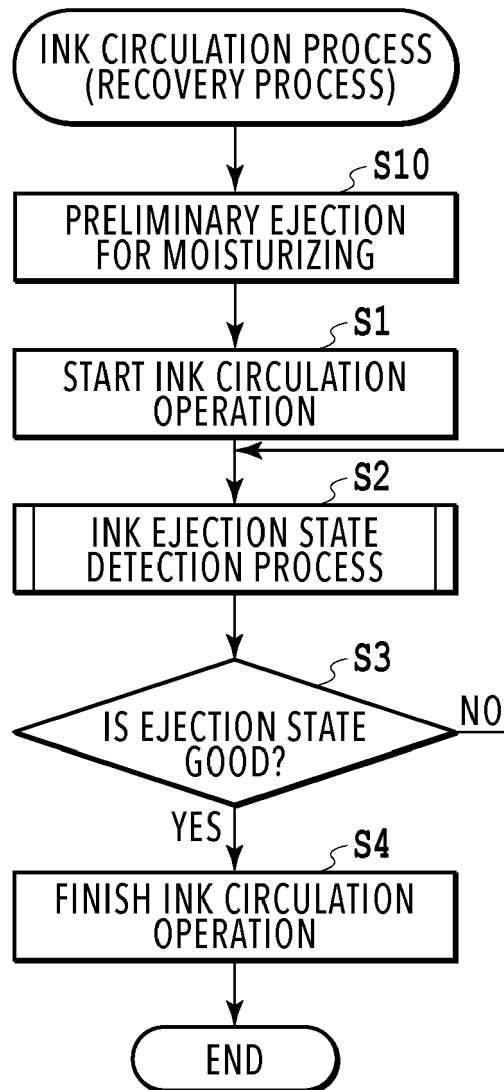 INK CIRCULATION PROCESS
(RECOVERY PROCESS)
S10
PRELIMINARY EJECTION
FOR MOISTURIZING
S1
START INK CIRCULATION
OPERATION
S2
INK EJECTION STATE
DETECTION PROCESS
S3
IS EJECTION STATE
GOOD?
NO
YES
S4
FINISH INK CIRCULATION
OPERATION
END